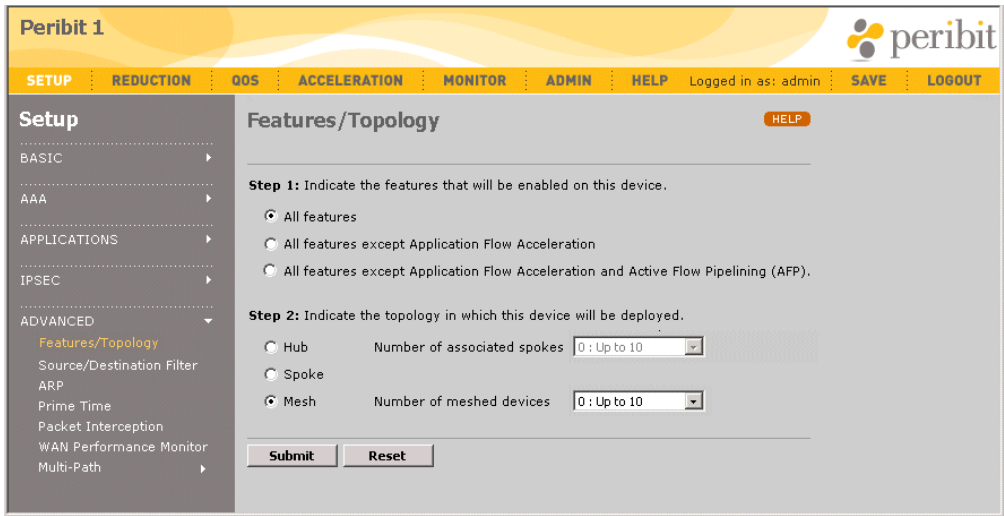 Peribit 1
peribit
SETUP REDUCTION QOS ACCELERATION MONITOR ADMIN HELP Logged in as: admin SAVE LOGOUT
Setup
BASIC
AAA
APPLICATIONS
IPSEC
ADVANCED
Features/Topology
Source/Destination Filter
ARP
Prime Time
Packet Interception
WAN Performance Monitor
Multi-Path
Features/Topology
HELP
Step 1: Indicate the features that will be enabled on this device.
All features
All features except Application Flow Acceleration
All features except Application Flow Acceleration and Active Flow Pipelining (AFP).
Step 2: Indicate the topology in which this device will be deployed.
Hub Number of associated spokes 0 : Up to 10
Spoke
Mesh Number of meshed devices 0 : Up to 10
Submit Reset